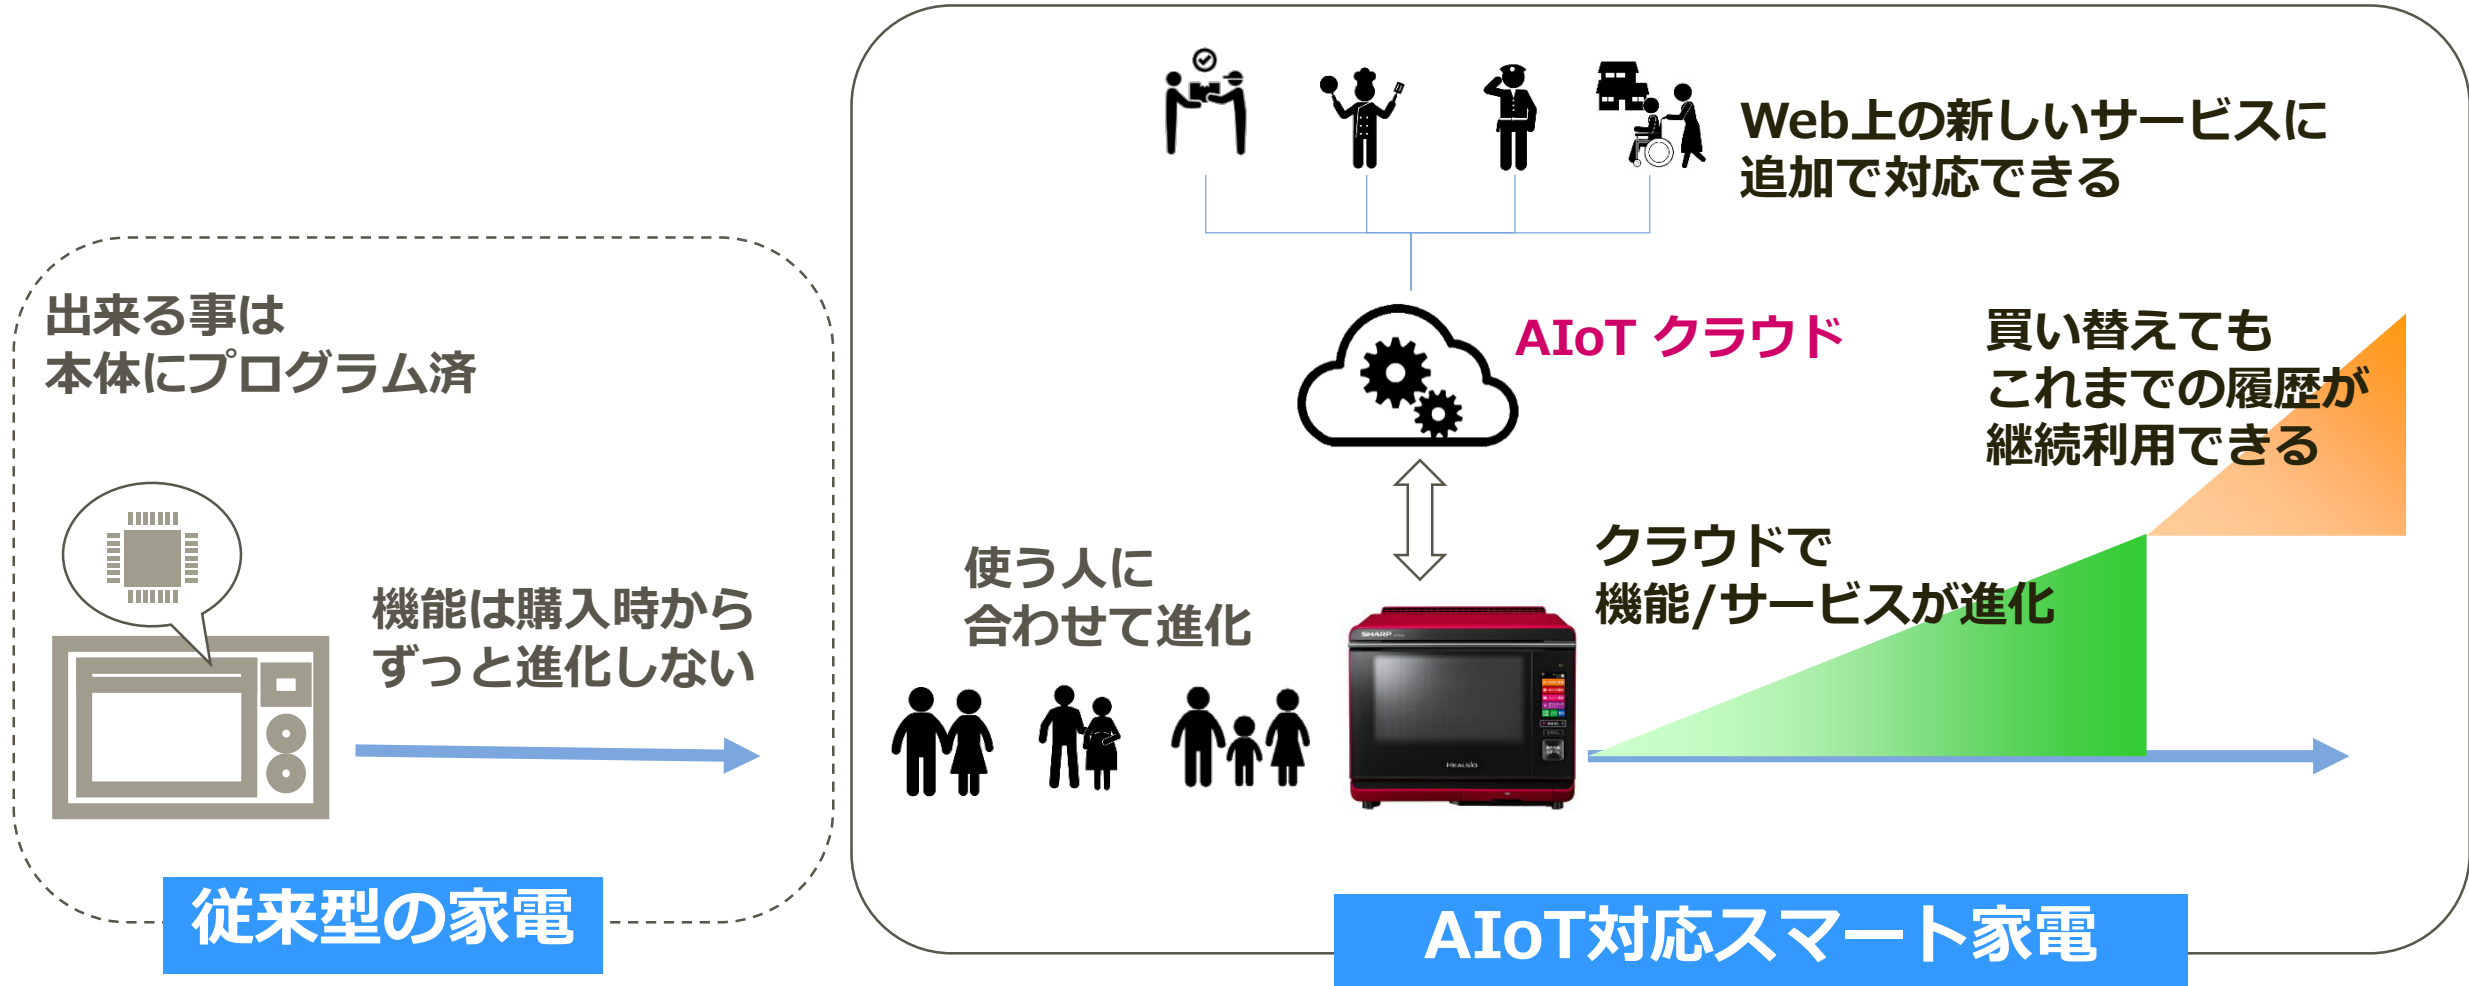 出来る事は
本体にプログラム済
機能は購入時から
ずっと進化しない
従来型の家電
Web上の新しいサービスに
追加で対応できる
AIoT クラウド
買い替えても
これまでの履歴が
継続利用できる
使う人に
合わせて進化
クラウドで
機能/サービスが進化
SHARP
HEALSIO
AIoT対応スマート家電